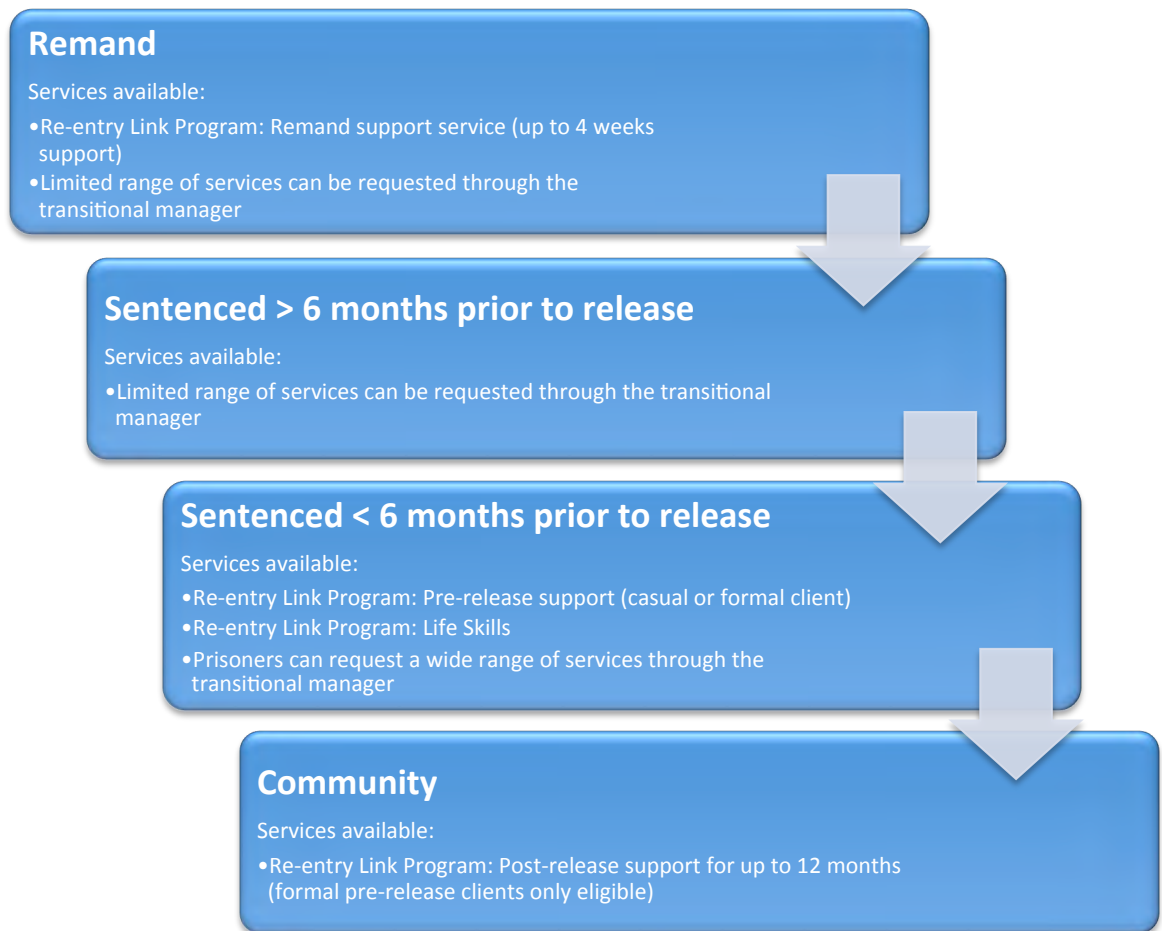 Remand
Services available:
•Re-entry Link Program: Remand support service (up to 4 weeks
support)
•Limited range of services can be requested through the
transitional manager
Sentenced > 6 months prior to release
Services available:
•Limited range of services can be requested through the transitional
manager
Sentenced < 6 months prior to release
Services available:
•Re-entry Link Program: Pre-release support (casual or formal client)
•Re-entry Link Program: Life Skills
•Prisoners can request a wide range of services through the
transitional manager
Community
Services available:
•Re-entry Link Program: Post-release support for up to 12 months
(formal pre-release clients only eligible)